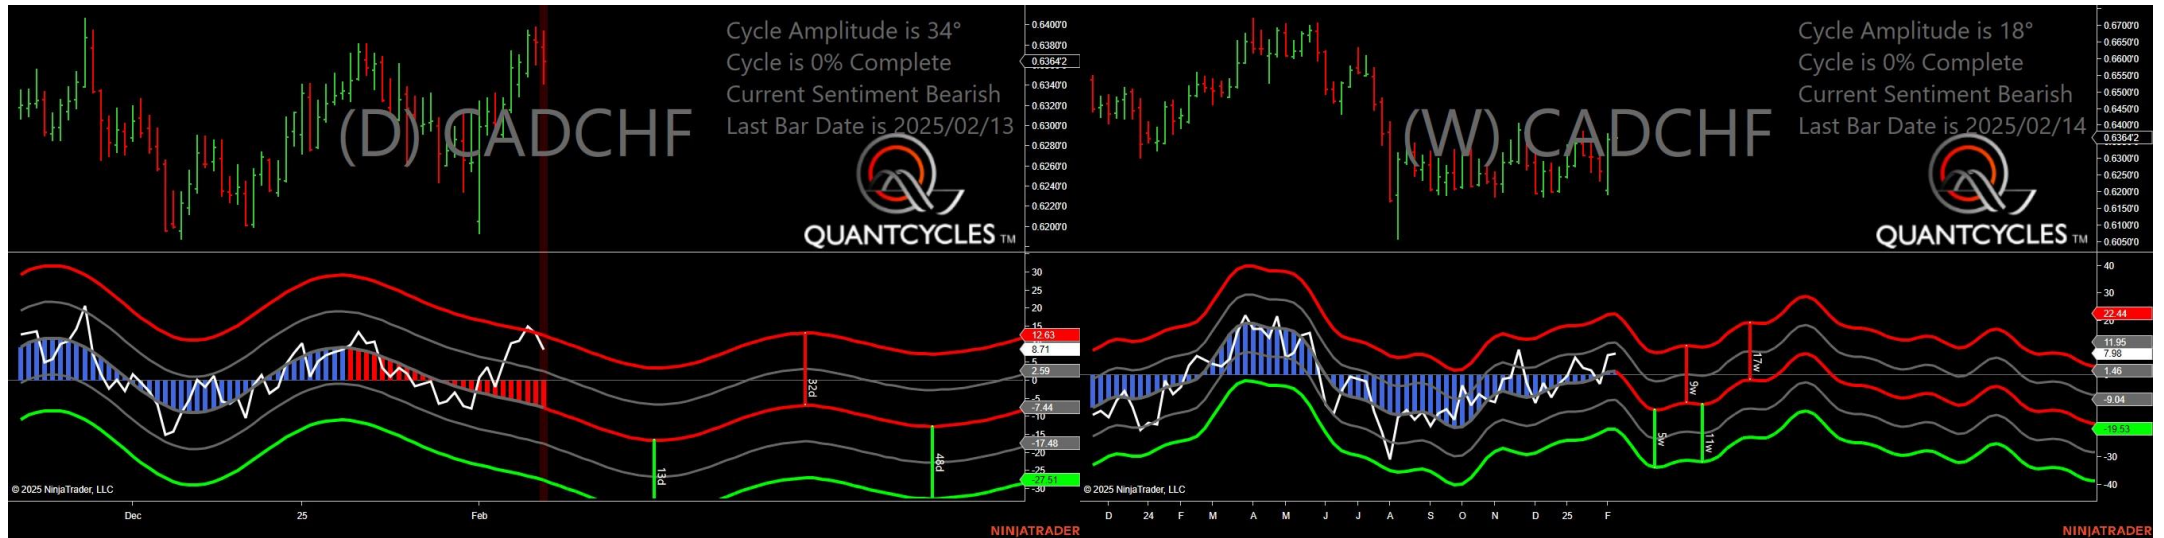 Cycle Amplitude is 34°
Cycle is 0% Complete
Current Sentiment Bearish
Last Bar Date is 2025/02/13
(D) CADCHF
QUANTCYCLES TM
0.6400'0
0.6380'0
0.6364'2
0.6340'0
0.6320'0
0.6300'0
0.6280'0
0.6260'0
0.6240'0
0.6220'0
0.6200'0
30
25
20
15
12.63
8.71
5
2.59
0
-5
-7.44
-10
-15
-17.48
-20
-25
-27.51
-30
32d
13d
48d
© 2025 NinjaTrader, LLC
Dec 25 Feb
NINJATRADER
Cycle Amplitude is 18°
Cycle is 0% Complete
Current Sentiment Bearish
Last Bar Date is 2025/02/14
(W) CADCHF
QUANTCYCLES TM
0.6700'0
0.6650'0
0.6600'0
0.6550'0
0.6500'0
0.6450'0
0.6400'0
0.6364'2
0.6300'0
0.6250'0
0.6200'0
0.6150'0
0.6100'0
0.6050'0
40
30
22.44
20
11.95
7.98
1.46
-9.04
-19.53
-30
-40
9w
17w
5w
11w
© 2025 NinjaTrader, LLC
D 24 F M A M J J A S O N D 25 F
NINJATRADER